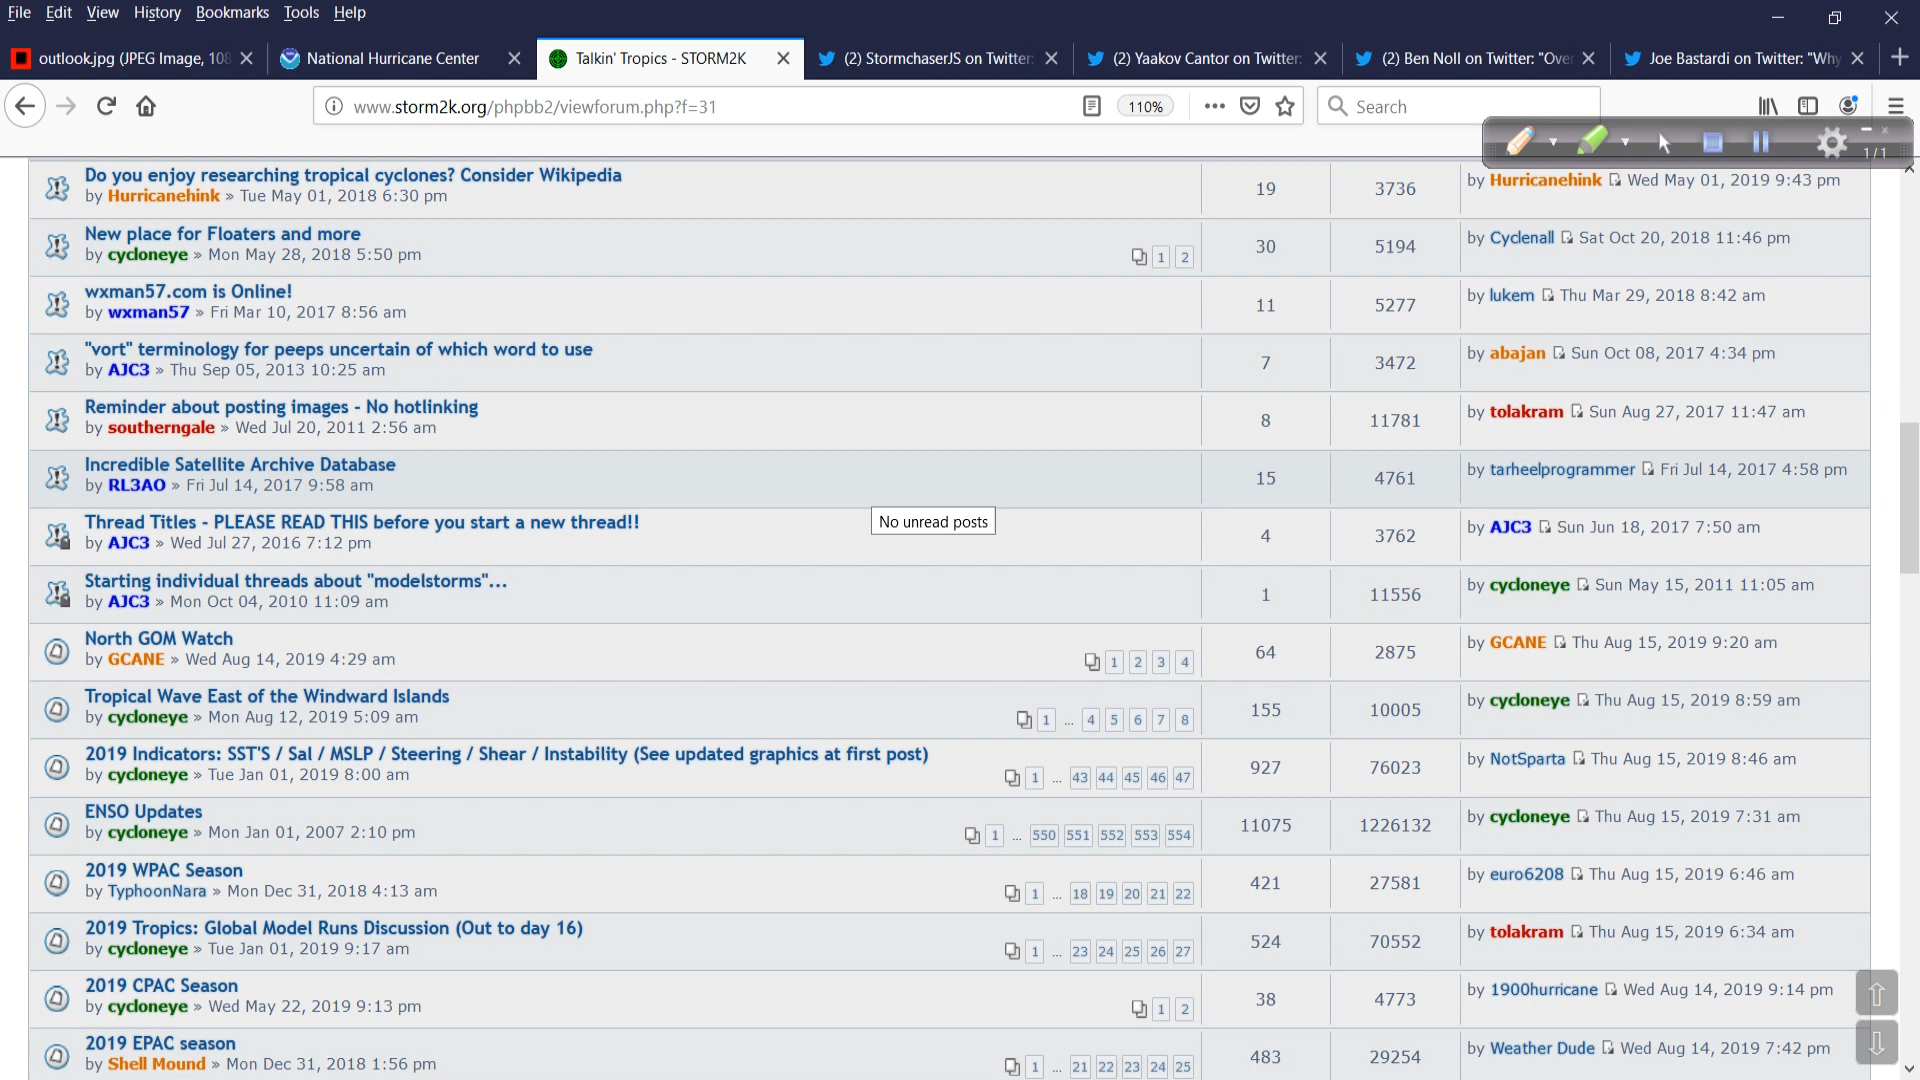 File Edit View History Bookmarks Tools Help
outlook.jpg (JPEG Image, 108
National Hurricane Center
Talkin' Tropics - STORM2K
(2) StormchaserJS on Twitter:
(2) Yaakov Cantor on Twitter:
(2) Ben Noll on Twitter: "Over
Joe Bastardi on Twitter: "Why
www.storm2k.org/phpbb2/viewforum.php?f=31
110%
Search
1/1
Do you enjoy researching tropical cyclones? Consider Wikipedia
by Hurricanehink » Tue May 01, 2018 6:30 pm
19 3736 by Hurricanehink Wed May 01, 2019 9:43 pm
New place for Floaters and more
by cycloneye » Mon May 28, 2018 5:50 pm
1 2
30 5194 by Cyclenall Sat Oct 20, 2018 11:46 pm
wxman57.com is Online!
by wxman57 » Fri Mar 10, 2017 8:56 am
11 5277 by lukem Thu Mar 29, 2018 8:42 am
"vort" terminology for peeps uncertain of which word to use
by AJC3 » Thu Sep 05, 2013 10:25 am
7 3472 by abajan Sun Oct 08, 2017 4:34 pm
Reminder about posting images - No hotlinking
by southerngale » Wed Jul 20, 2011 2:56 am
8 11781 by tolakram Sun Aug 27, 2017 11:47 am
Incredible Satellite Archive Database
by RL3AO » Fri Jul 14, 2017 9:58 am
15 4761 by tarheelprogrammer Fri Jul 14, 2017 4:58 pm
Thread Titles - PLEASE READ THIS before you start a new thread!!
by AJC3 » Wed Jul 27, 2016 7:12 pm
No unread posts
4 3762 by AJC3 Sun Jun 18, 2017 7:50 am
Starting individual threads about "modelstorms"...
by AJC3 » Mon Oct 04, 2010 11:09 am
1 11556 by cycloneye Sun May 15, 2011 11:05 am
North GOM Watch
by GCANE » Wed Aug 14, 2019 4:29 am
1 2 3 4
64 2875 by GCANE Thu Aug 15, 2019 9:20 am
Tropical Wave East of the Windward Islands
by cycloneye » Mon Aug 12, 2019 5:09 am
1 ... 4 5 6 7 8
155 10005 by cycloneye Thu Aug 15, 2019 8:59 am
2019 Indicators: SST'S / Sal / MSLP / Steering / Shear / Instability (See updated graphics at first post)
by cycloneye » Tue Jan 01, 2019 8:00 am
1 ... 43 44 45 46 47
927 76023 by NotSparta Thu Aug 15, 2019 8:46 am
ENSO Updates
by cycloneye » Mon Jan 01, 2007 2:10 pm
1 ... 550 551 552 553 554
11075 1226132 by cycloneye Thu Aug 15, 2019 7:31 am
2019 WPAC Season
by TyphoonNara » Mon Dec 31, 2018 4:13 am
1 ... 18 19 20 21 22
421 27581 by euro6208 Thu Aug 15, 2019 6:46 am
2019 Tropics: Global Model Runs Discussion (Out to day 16)
by cycloneye » Tue Jan 01, 2019 9:17 am
1 ... 23 24 25 26 27
524 70552 by tolakram Thu Aug 15, 2019 6:34 am
2019 CPAC Season
by cycloneye » Wed May 22, 2019 9:13 pm
1 2
38 4773 by 1900hurricane Wed Aug 14, 2019 9:14 pm
2019 EPAC season
by Shell Mound » Mon Dec 31, 2018 1:56 pm
1 ... 21 22 23 24 25
483 29254 by Weather Dude Wed Aug 14, 2019 7:42 pm